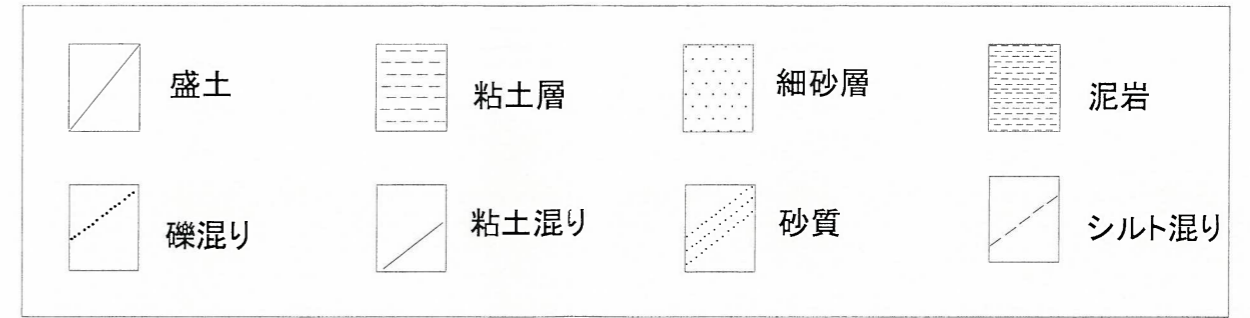 盛土
粘土層
細砂層
泥岩
礫混り
粘土混り
砂質
シルト混り